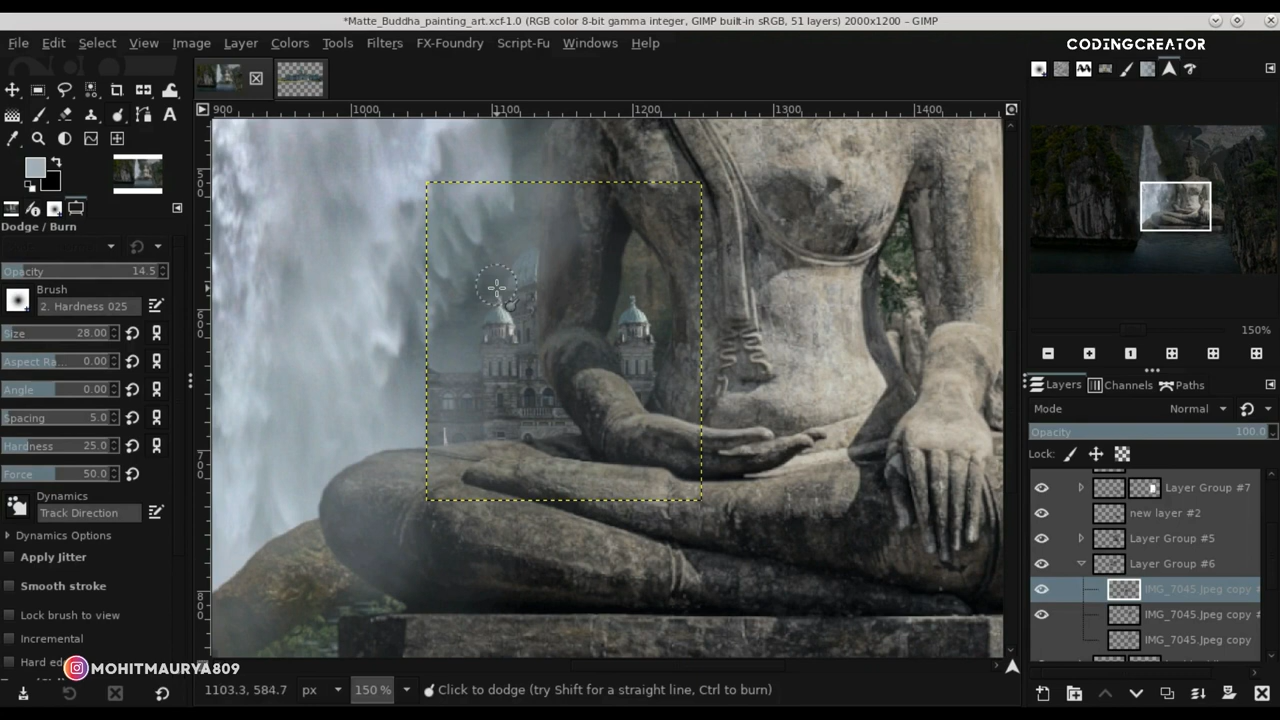 *Matte_Buddha_painting_art.xcf-1.0 (RGB color 8-bit gamma integer, GIMP built-in sRGB, 51 layers) 2000x1200 – GIMP
File Edit Select View Image Layer Colors Tools Filters FX-Foundry Script-Fu Windows Help
CODINGCREATOR
900 1000 1100 1200 1300 1400
500
600
700
800
Dodge / Burn
Opacity 14.5
Brush
2. Hardness 025
Size 28.00
Aspect Ra... 0.00
Angle 0.00
Spacing 5.0
Hardness 25.0
Force 50.0
Dynamics
Track Direction
Dynamics Options
Apply Jitter
Smooth stroke
Lock brush to view
Incremental
Hard ed
MOHITMAURYA809
150%
Layers Channels Paths
Mode Normal
Opacity 100.0
Lock:
Layer Group #7
new layer #2
Layer Group #5
Layer Group #6
IMG_7045.Jpeg copy #
IMG_7045.Jpeg copy #
IMG_7045.Jpeg copy
1103.3, 584.7 px 150 % Click to dodge (try Shift for a straight line, Ctrl to burn)